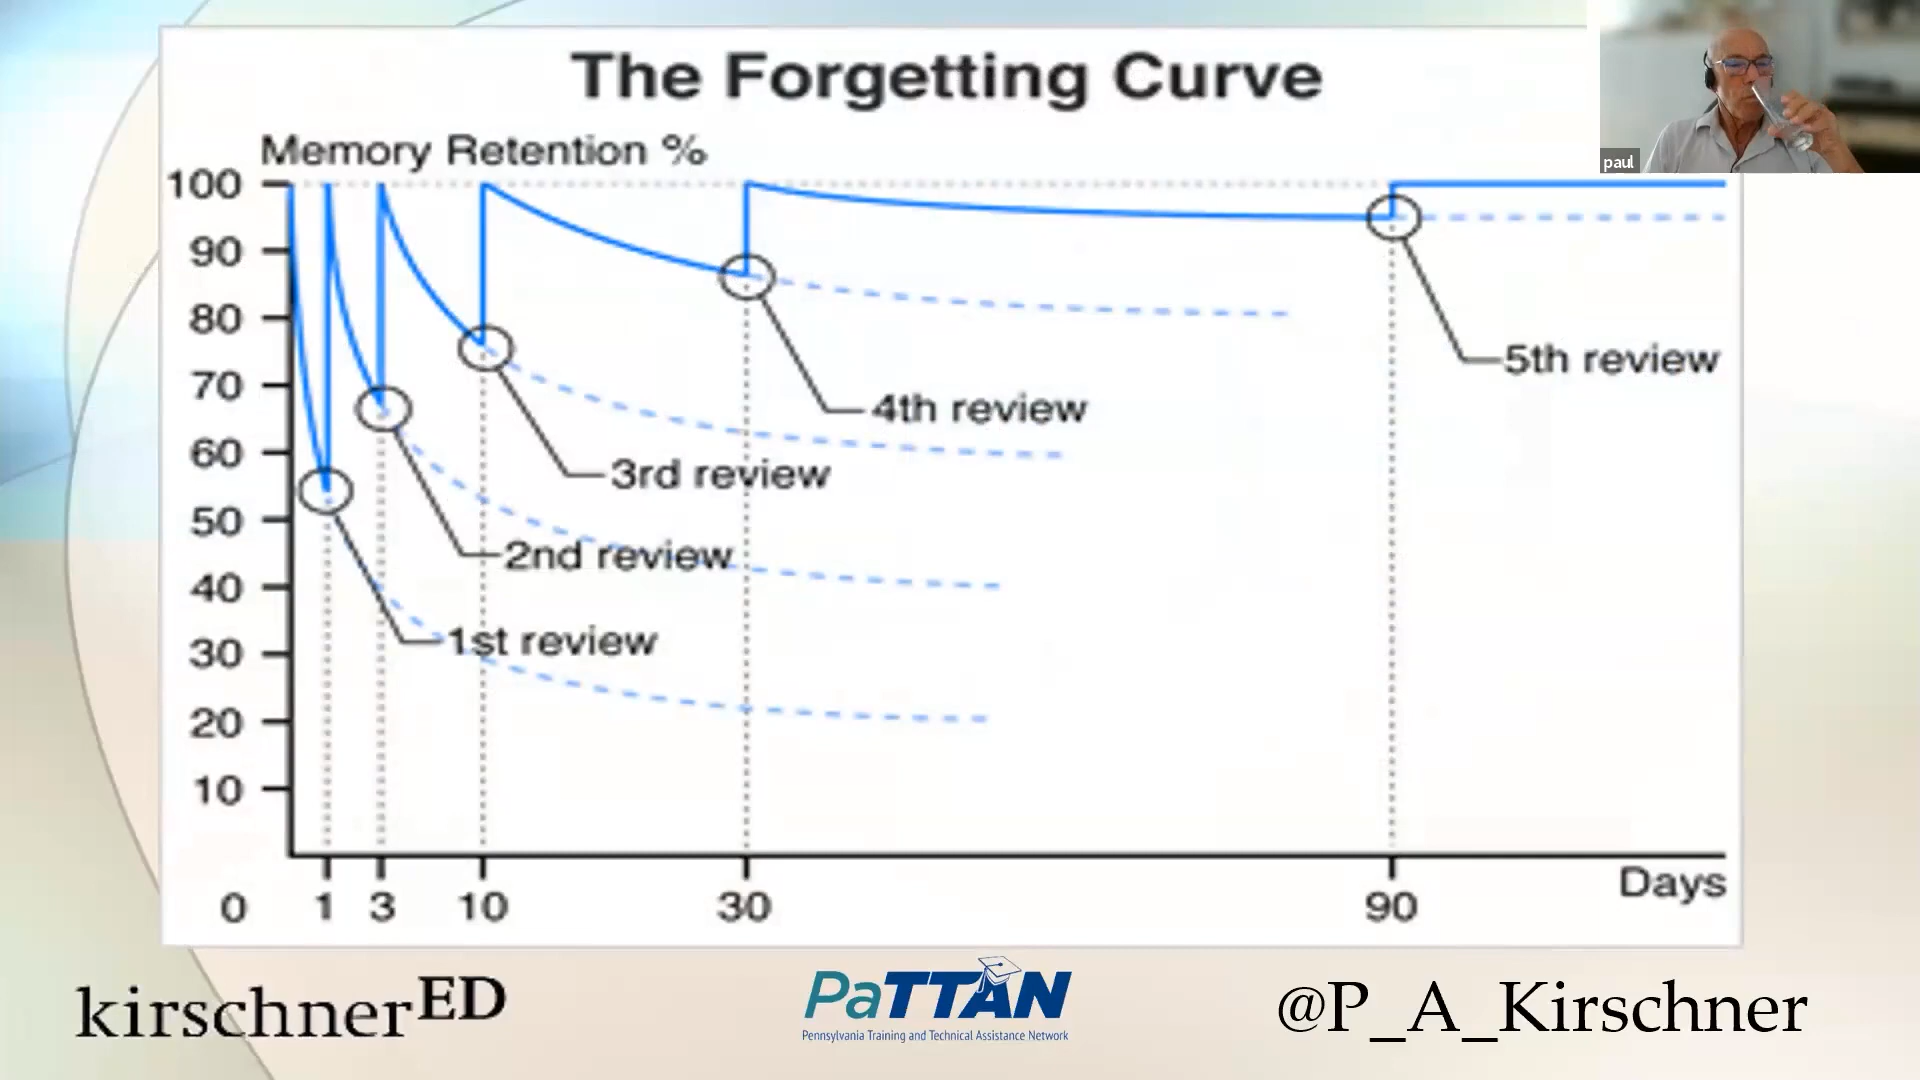 The Forgetting Curve
paul
Memory Retention %
100
90
80
70
60
50
40
30
20
10
5th review
4th review
3rd review
2nd review
1st review
0 1 3 10 30 90
Days
kirschnerED
PaTTAN
Pennsylvania Training and Technical Assistance Network
@P_A_Kirschner